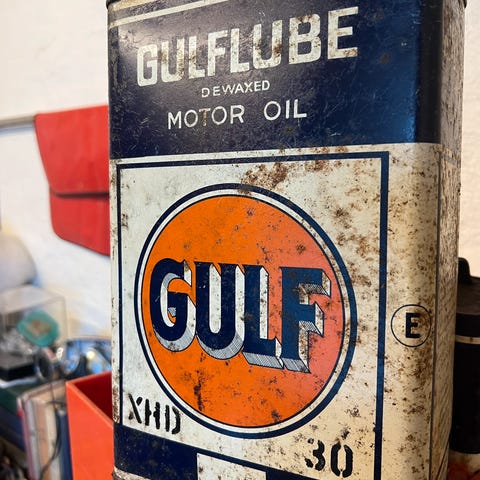 GULFLUBE
DEWAXED
MOTOR OIL
GULF
E
XHD
30